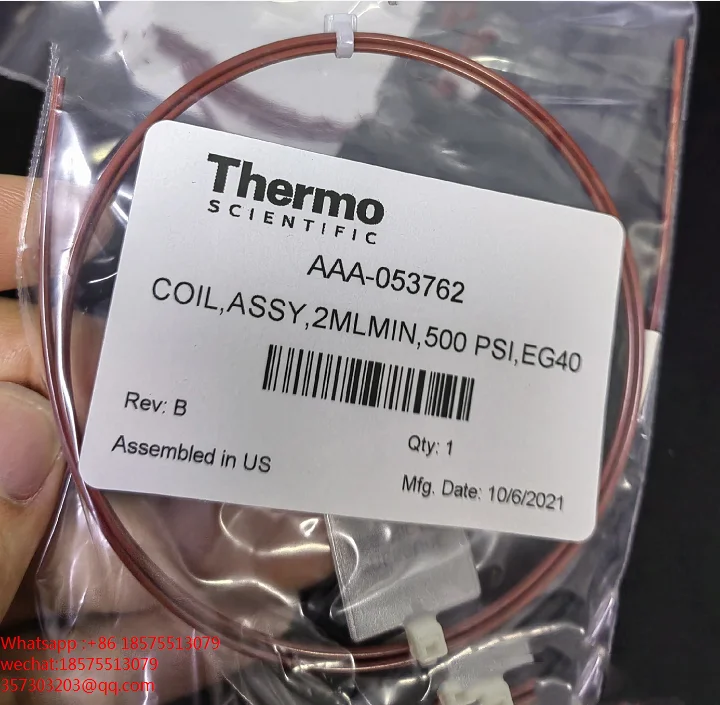 Thermo
SCIENTIFIC
AAA-053762
COIL,ASSY,2MLMIN,500 PSI,EG40
Rev: B
Qty: 1
Assembled in US
Mfg. Date: 10/6/2021
Whatsapp :+86 18575513079
wechat:18575513079
357303203@qq.com